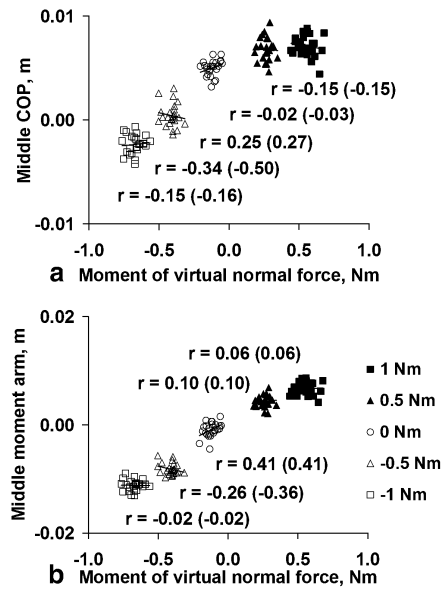 0.01
Middle COP, m
0.00
r = -0.15 (-0.15)
r = -0.02 (-0.03)
r = 0.25 (0.27)
r = -0.34 (-0.50)
r = -0.15 (-0.16)
-0.01
-1.0 -0.5 0.0 0.5 1.0
a Moment of virtual normal force, Nm
0.02
Middle moment arm, m
r = 0.06 (0.06)
r = 0.10 (0.10)
0.00
r = 0.41 (0.41)
r = -0.26 (-0.36)
r = -0.02 (-0.02)
1 Nm
0.5 Nm
0 Nm
-0.5 Nm
-1 Nm
-0.02
-1.0 -0.5 0.0 0.5 1.0
b Moment of virtual normal force, Nm